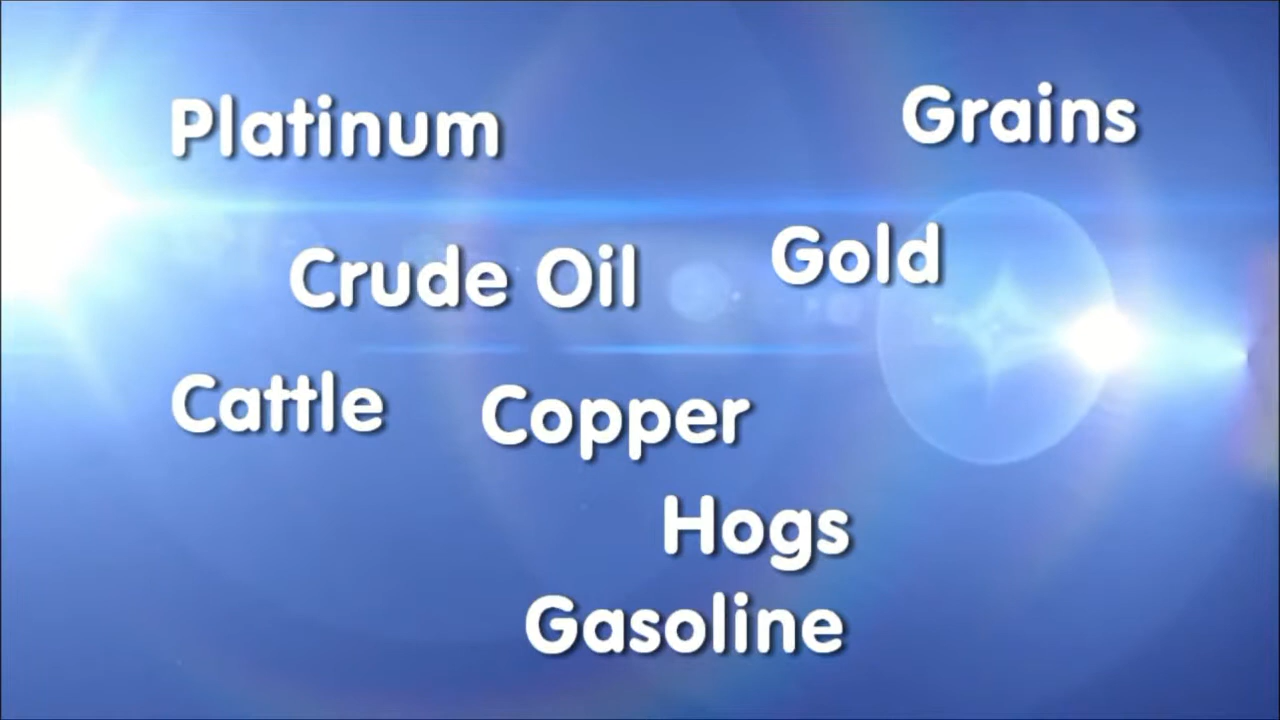 Platinum
Grains
Crude Oil
Gold
Cattle
Copper
Hogs
Gasoline